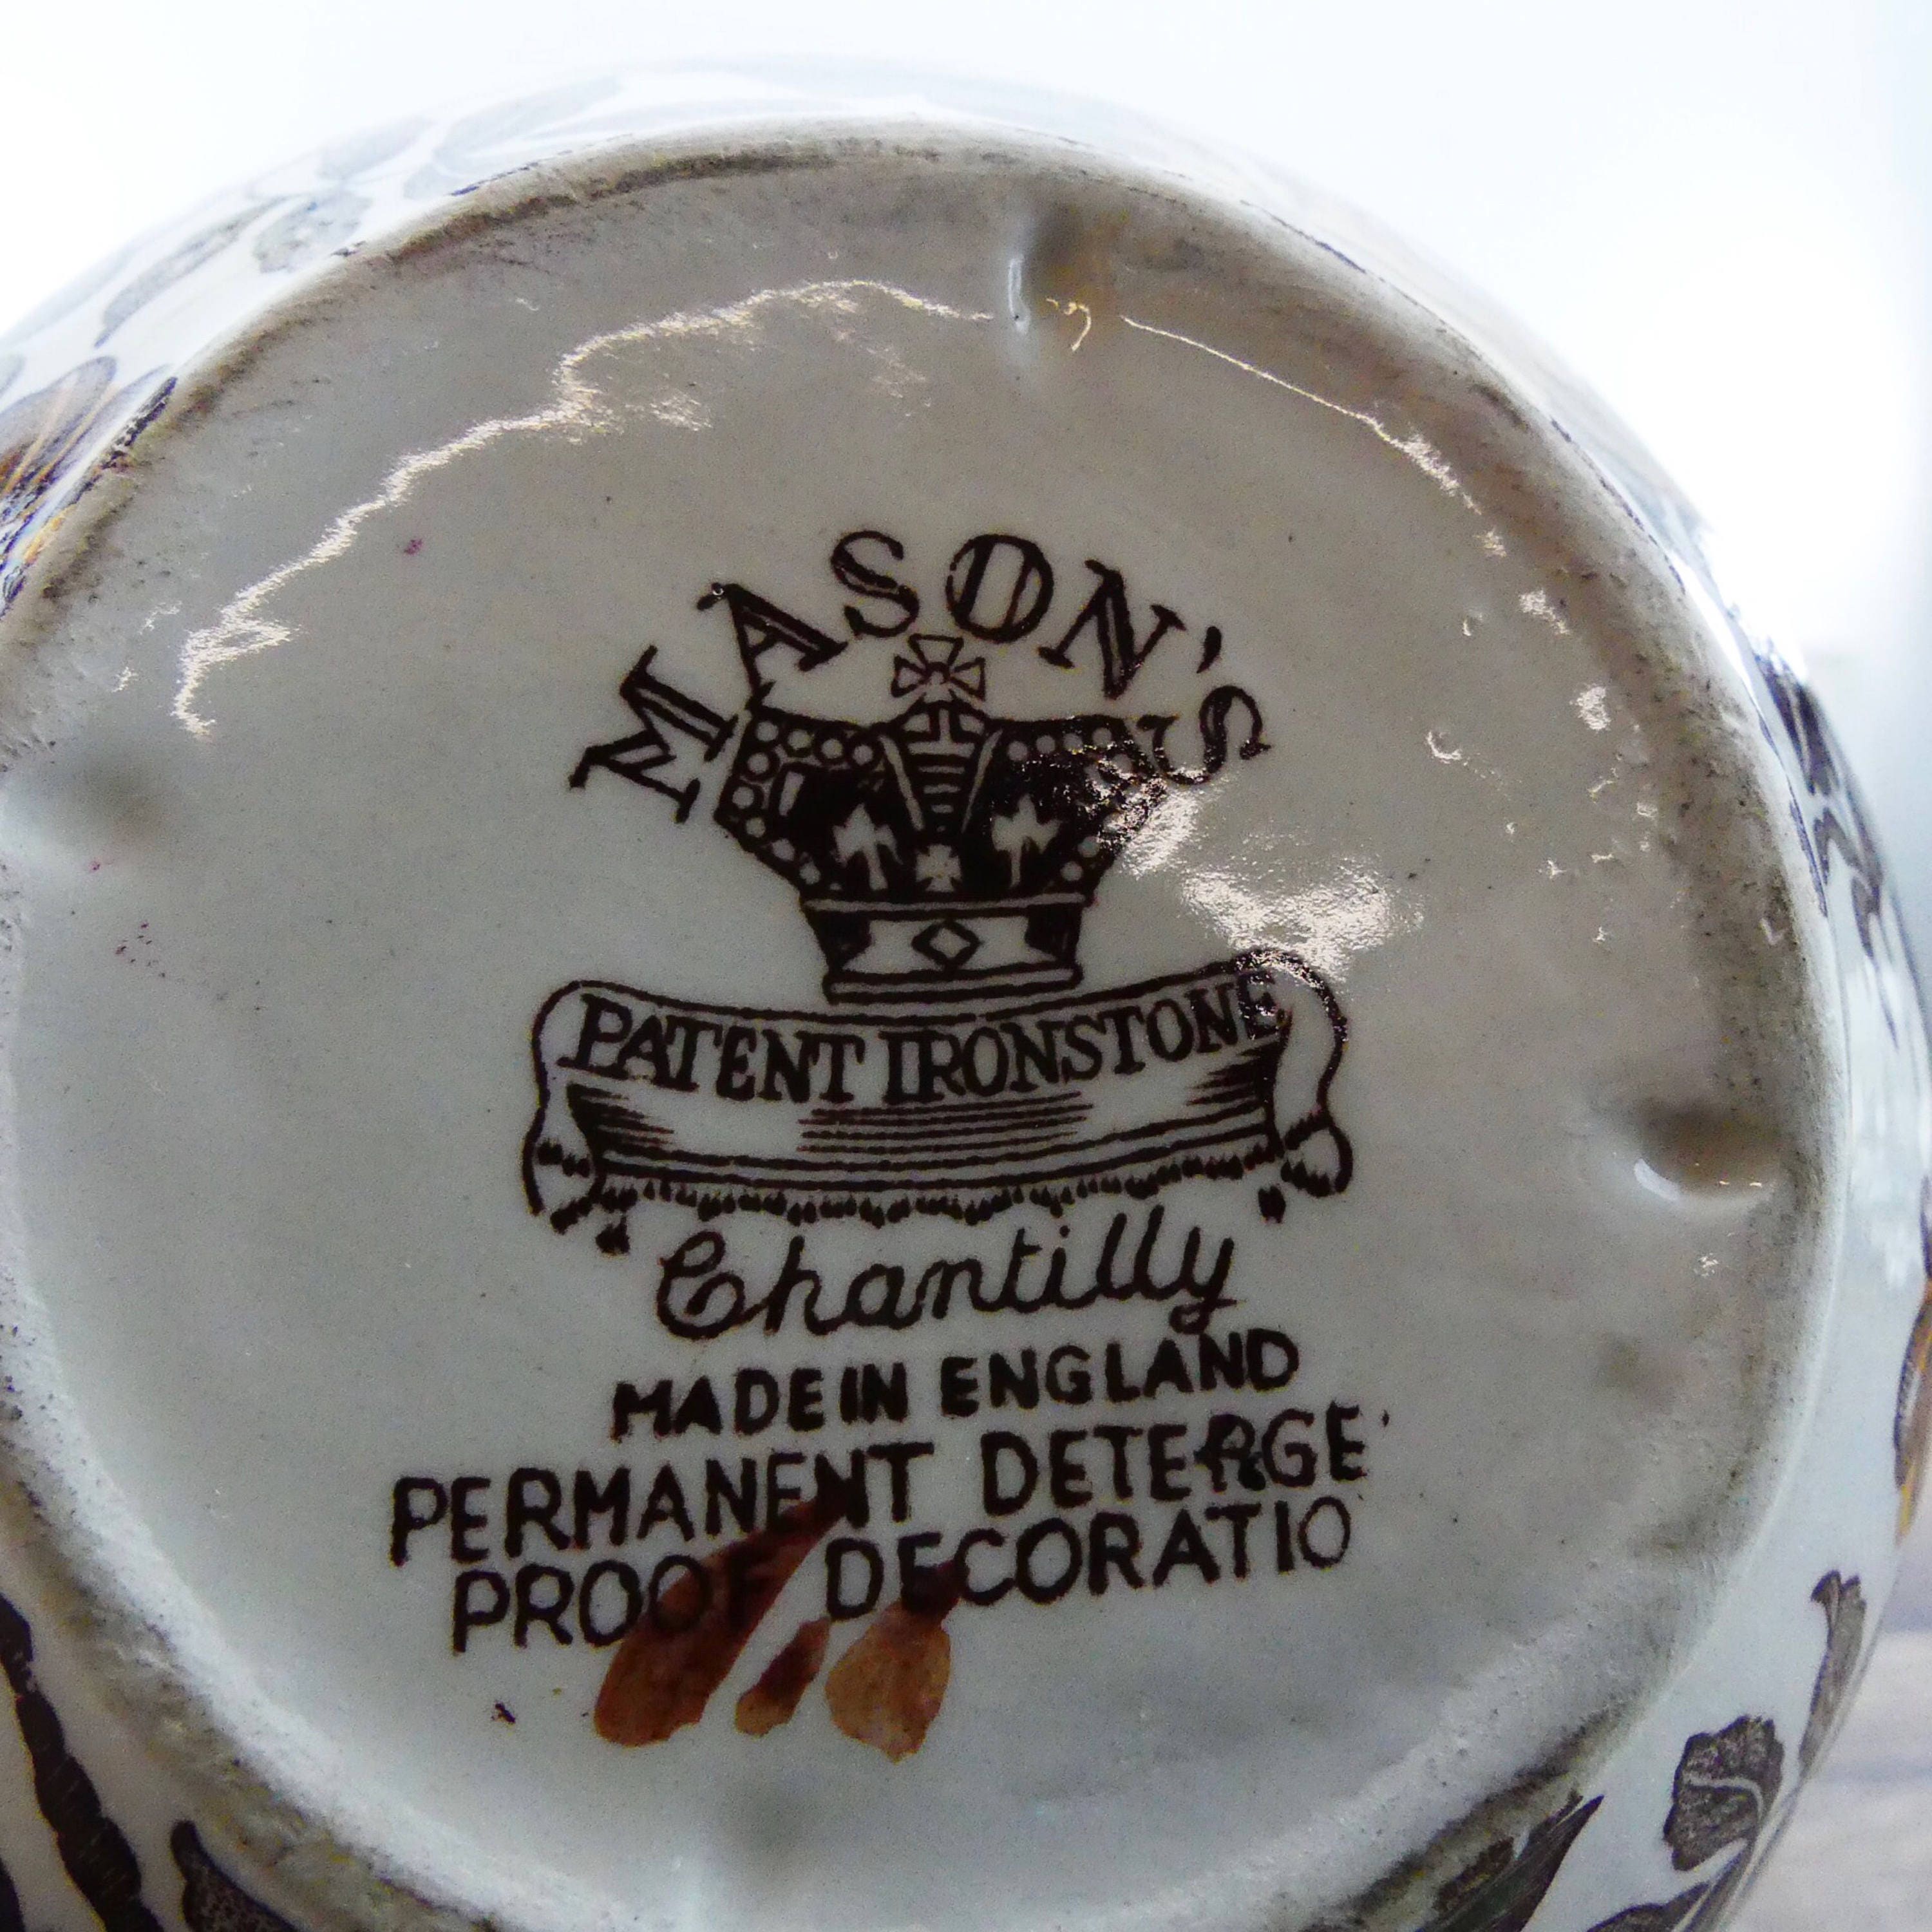 MASON'S
PATENT IRONSTONE
"Chantilly"
MADE IN ENGLAND
PERMANENT DETERGE
PROOF DECORATIO